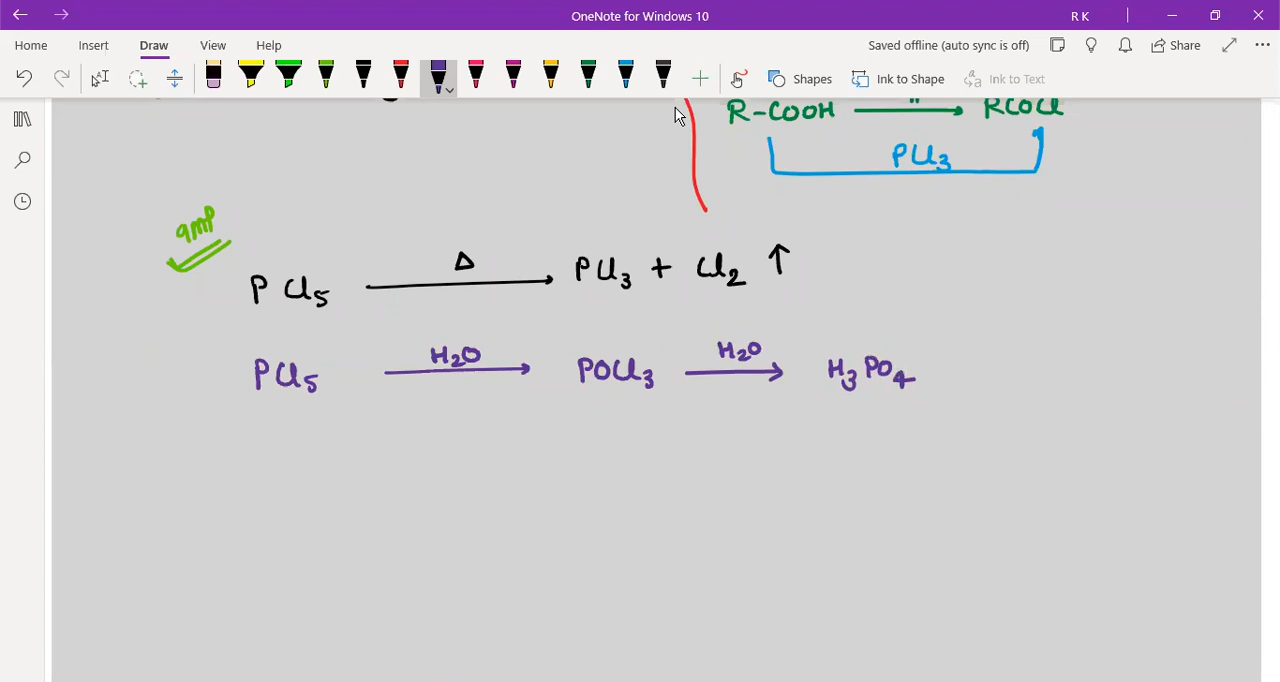 OneNote for Windows 10
R K
Home Insert Draw View Help
Saved offline (auto sync is off) Share
Shapes Ink to Shape Ink to Text
R-COOH → RCOCl
PCl3
qmp
PCl5 Δ → PCl3 + Cl2 ↑
PCl5 H2O → POCl3 H2O → H3PO4